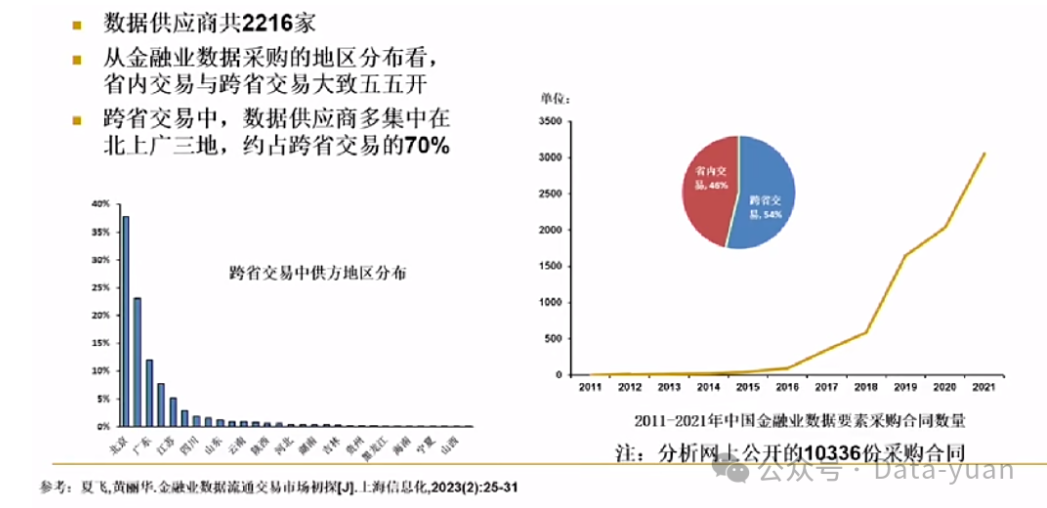 数据供应商共2216家
从金融业数据采购的地区分布看，
省内交易与跨省交易大致五五开
跨省交易中，数据供应商多集中在
北上广三地，约占跨省交易的70%
40%
35%
30%
25%
20%
15%
10%
5%
0%
跨省交易中供方地区分布
北京
广东
江苏
四川
山东
云南
陕西
河北
湖南
吉林
贵州
黑龙江
海南
宁夏
山西
单位：
3500
3000
2500
2000
1500
1000
500
0
省内交
易, 46%
跨省交
易, 54%
2011 2012 2013 2014 2015 2016 2017 2018 2019 2020 2021
2011-2021年中国金融业数据要素采购合同数量
注：分析网上公开的10336份采购合同
公众号 · Data-yuan
参考：夏飞,黄丽华.金融业数据流通交易市场初探[J].上海信息化,2023(2):25-31